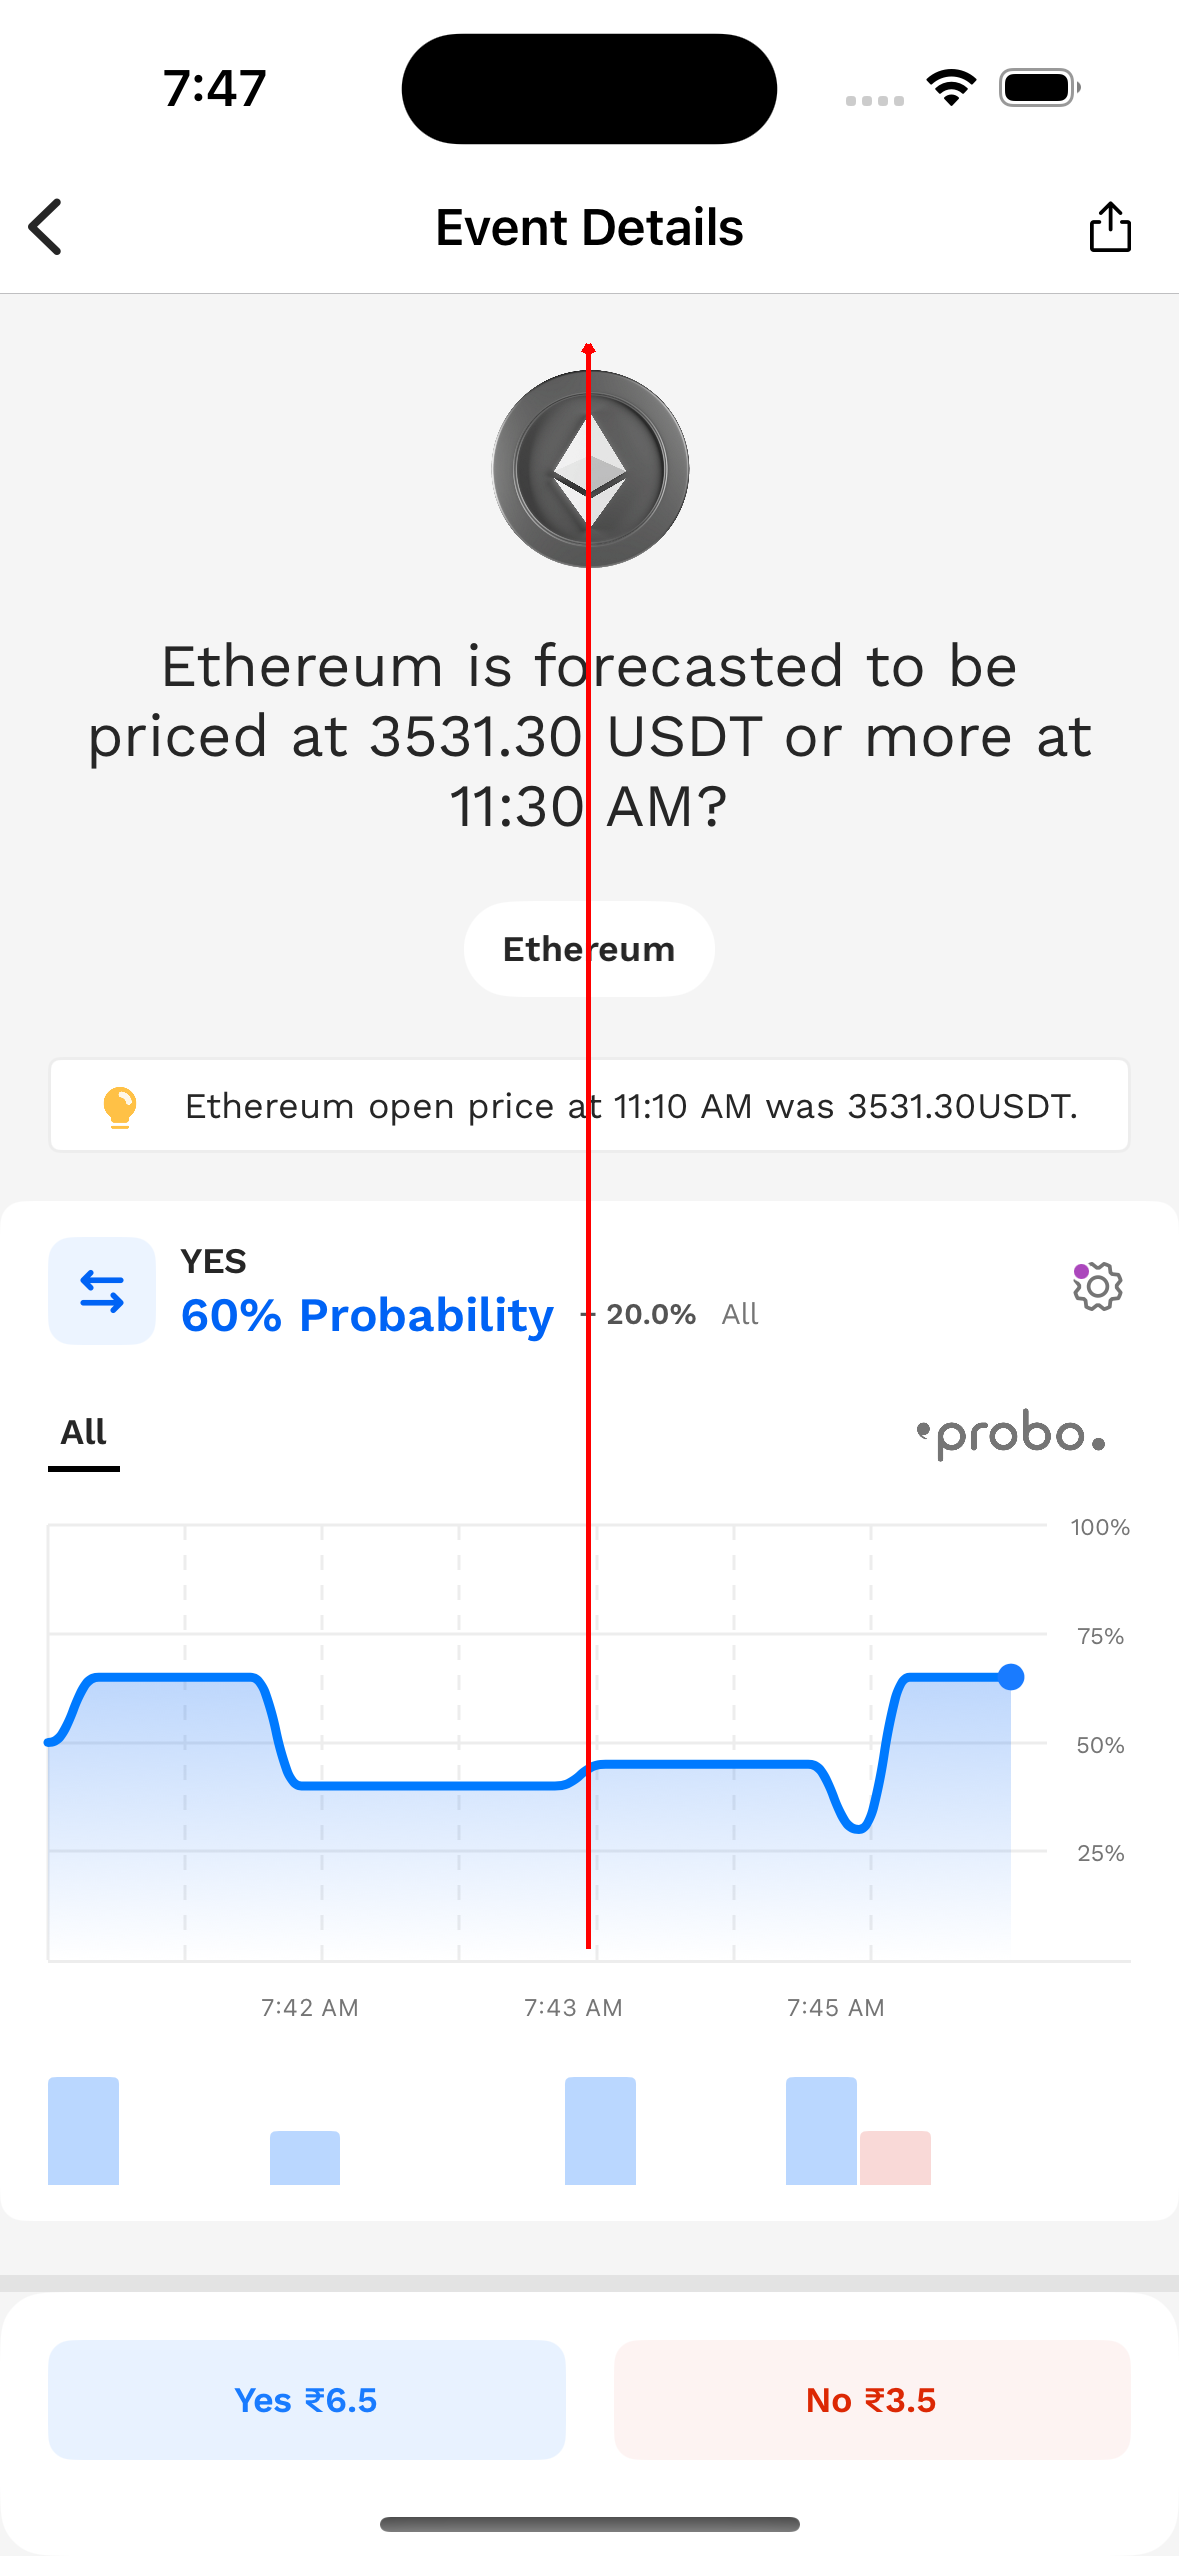 7:47
Event Details
Ethereum is forecasted to be
priced at 3531.30 USDT or more at
11:30 AM?
Ethereum
Ethereum open price at 11:10 AM was 3531.30USDT.
YES
60% Probability - 20.0% All
All
probo.
100%
75%
50%
25%
7:42 AM 7:43 AM 7:45 AM
Yes ₹6.5 No ₹3.5